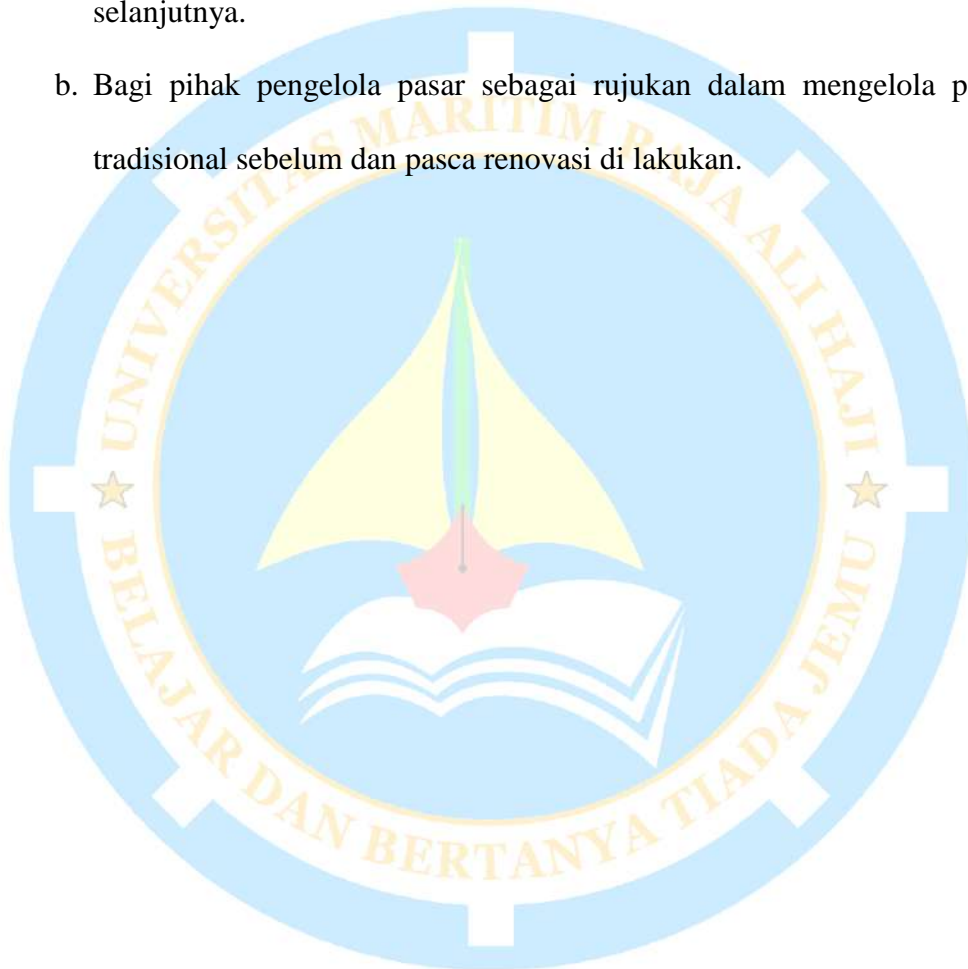 selanjutnya.
b. Bagi pihak pengelola pasar sebagai rujukan dalam mengelola p
tradisional sebelum dan pasca renovasi di lakukan.
UNIVERSITAS MARITIM RAJA ALI HAJI
BELAJAR DAN BERTANYA TIADA JEMU